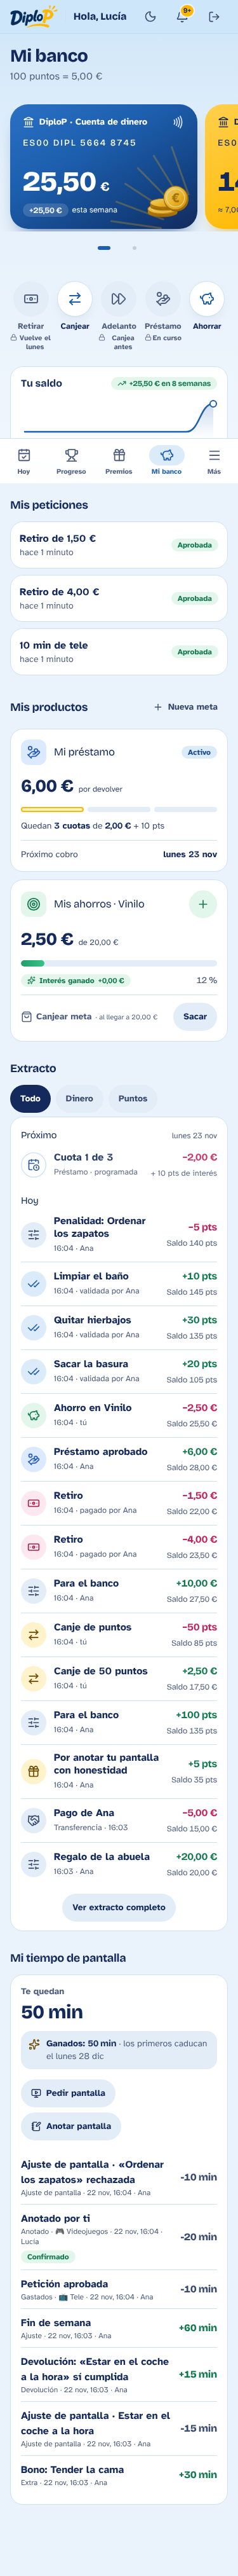 DiploP
Hola, Lucía
9+
Mi banco
100 puntos = 5,00 €
DiploP · Cuenta de dinero
ES00 DIPL 5664 8745
25,50 €
+25,50 € esta semana
Retirar
Vuelve el lunes
Canjear
Adelanto
Canjea antes
Préstamo
En curso
Ahorrar
Tu saldo
+25,50 € en 8 semanas
Hoy
Progreso
Premios
Mi banco
Más
Mis peticiones
Retiro de 1,50 €
hace 1 minuto
Aprobada
Retiro de 4,00 €
hace 1 minuto
Aprobada
10 min de tele
hace 1 minuto
Aprobada
Mis productos
+ Nueva meta
Mi préstamo
Activo
6,00 € por devolver
Quedan 3 cuotas de 2,00 € + 10 pts
Próximo cobro
lunes 23 nov
Mis ahorros · Vinilo
2,50 € de 20,00 €
Interés ganado +0,00 €
12 %
Canjear meta · al llegar a 20,00 €
Sacar
Extracto
Todo
Dinero
Puntos
Próximo
lunes 23 nov
Cuota 1 de 3
−2,00 €
Préstamo · programada
+ 10 pts de interés
Hoy
Penalidad: Ordenar los zapatos
−5 pts
16:04 · Ana
Saldo 140 pts
Limpiar el baño
+10 pts
16:04 · validada por Ana
Saldo 145 pts
Quitar hierbajos
+30 pts
16:04 · validada por Ana
Saldo 135 pts
Sacar la basura
+20 pts
16:04 · validada por Ana
Saldo 105 pts
Ahorro en Vinilo
−2,50 €
16:04 · tú
Saldo 25,50 €
Préstamo aprobado
+6,00 €
16:04 · Ana
Saldo 28,00 €
Retiro
−1,50 €
16:04 · pagado por Ana
Saldo 22,00 €
Retiro
−4,00 €
16:04 · pagado por Ana
Saldo 23,50 €
Para el banco
+10,00 €
16:04 · Ana
Saldo 27,50 €
Canje de puntos
−50 pts
16:04 · tú
Saldo 85 pts
Canje de 50 puntos
+2,50 €
16:04 · tú
Saldo 17,50 €
Para el banco
+100 pts
16:04 · Ana
Saldo 135 pts
Por anotar tu pantalla con honestidad
+5 pts
16:04 · Ana
Saldo 35 pts
Pago de Ana
−5,00 €
Transferencia · 16:03
Saldo 15,00 €
Regalo de la abuela
+20,00 €
16:03 · Ana
Saldo 20,00 €
Ver extracto completo
Mi tiempo de pantalla
Te quedan
50 min
Ganados: 50 min · los primeros caducan
el lunes 28 dic
Pedir pantalla
Anotar pantalla
Ajuste de pantalla · «Ordenar
los zapatos» rechazada
-10 min
Ajuste de pantalla · 22 nov, 16:04 · Ana
Anotado por ti
Anotado · 🎮 Videojuegos · 22 nov, 16:04 ·
Lucía
-20 min
Confirmado
Petición aprobada
-10 min
Gastados · 📺 Tele · 22 nov, 16:04 · Ana
Fin de semana
+60 min
Ajuste · 22 nov, 16:03 · Ana
Devolución: «Estar en el coche
a la hora» sí cumplida
+15 min
Devolución · 22 nov, 16:03 · Ana
Ajuste de pantalla · Estar en el
coche a la hora
-15 min
Ajuste de pantalla · 22 nov, 16:03 · Ana
Bono: Tender la cama
+30 min
Extra · 22 nov, 16:03 · Ana